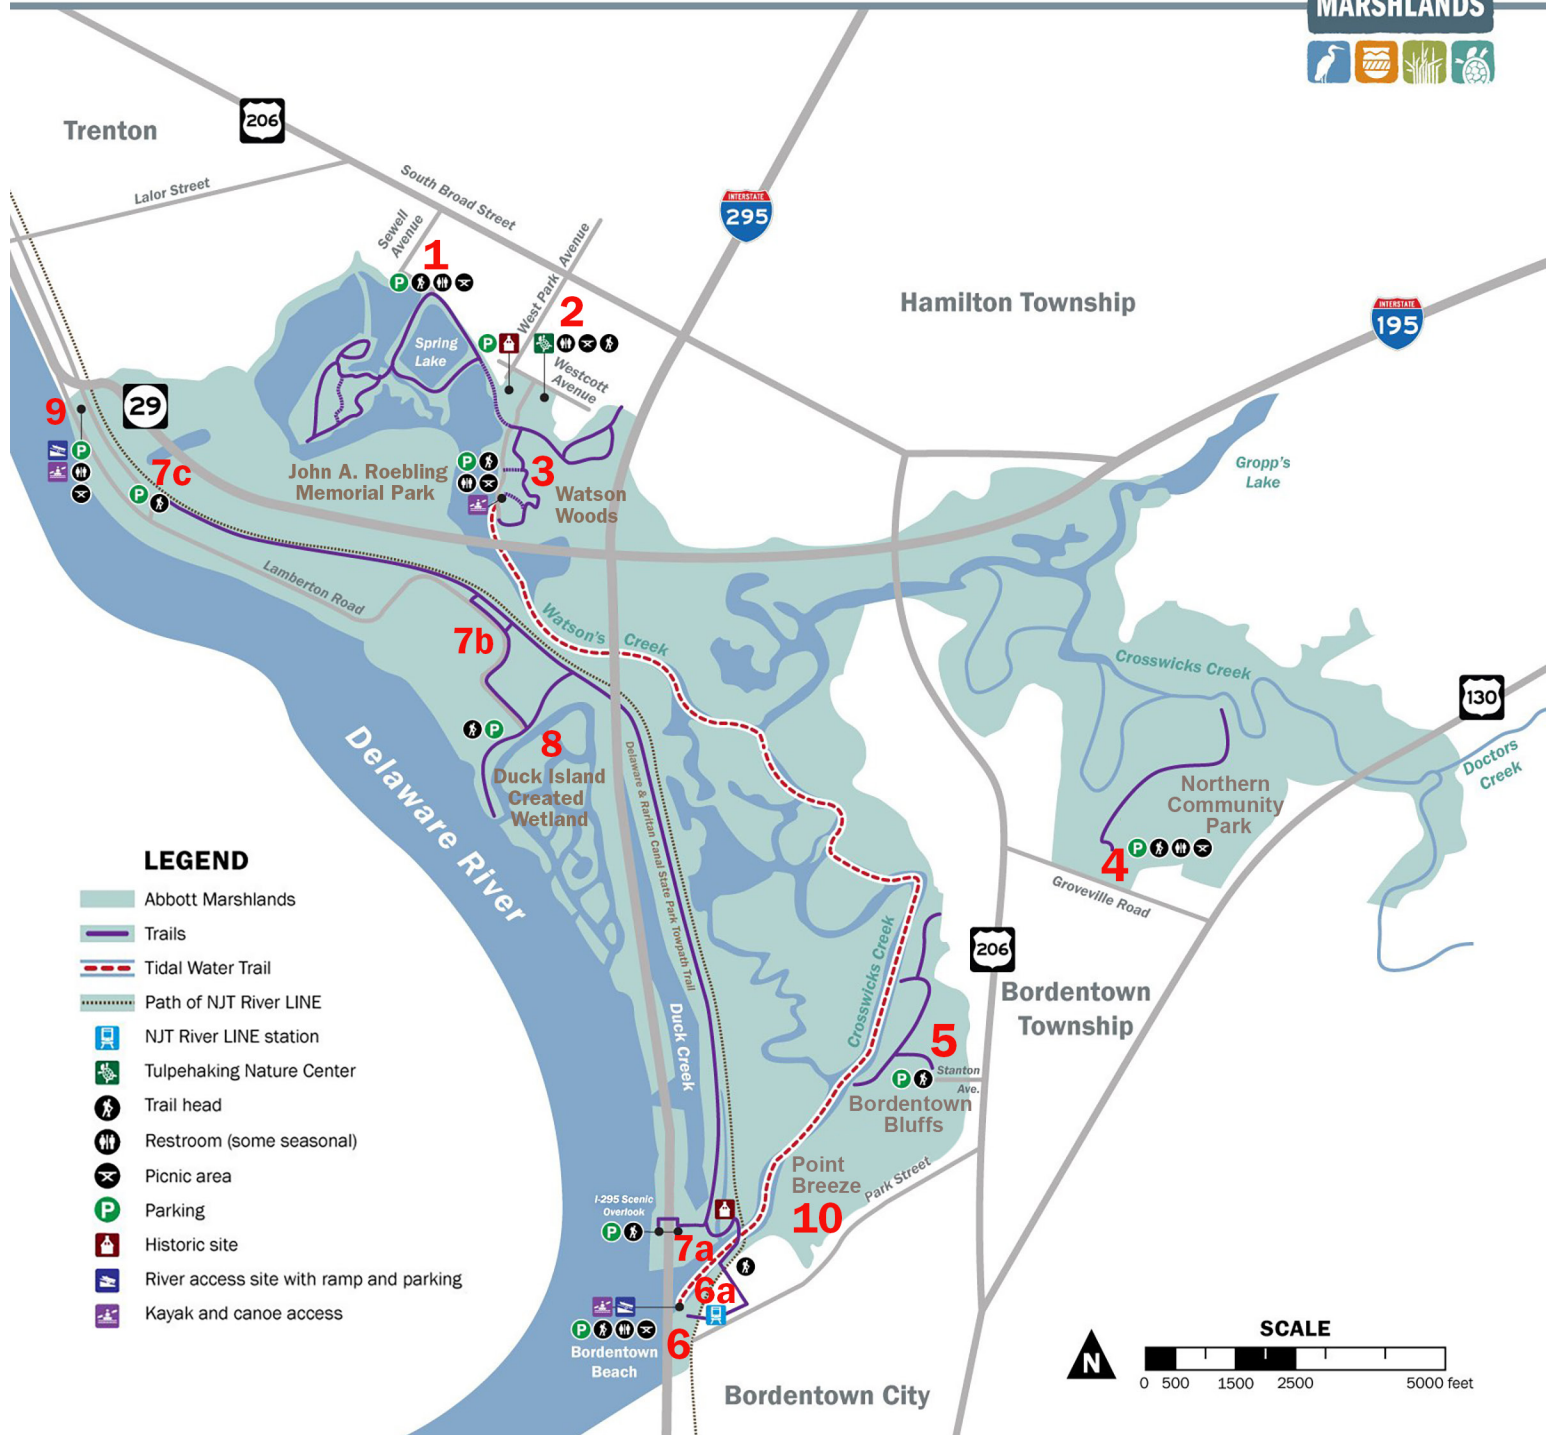 MARSHLANDS
Trenton
206
Lalor Street
South Broad Street
Sewell
Avenue
West Park Avenue
INTERSTATE
295
Hamilton Township
INTERSTATE
195
1
P
2
P
Spring
Lake
Westcott
Avenue
9
29
P
7c
P
John A. Roebling
Memorial Park
P
3
Watson
Woods
Gropp's
Lake
Lamberton Road
7b
Watson's Creek
Crosswicks Creek
130
Doctors
Creek
P
8
Duck Island
Created
Wetland
Delaware River
Delaware & Raritan Canal State Park Towpath Trail
Northern
Community
Park
4
P
Groveville Road
206
Bordentown
Township
Crosswicks Creek
Duck Creek
5
P
Stanton
Ave.
Bordentown
Bluffs
Point
Breeze
10
Park Street
I-295 Scenic
Overlook
P
7a
6a
P
6
Bordentown
Beach
Bordentown City
LEGEND
Abbott Marshlands
Trails
Tidal Water Trail
Path of NJT River LINE
NJT River LINE station
Tulpehaking Nature Center
Trail head
Restroom (some seasonal)
Picnic area
P Parking
Historic site
River access site with ramp and parking
Kayak and canoe access
N
SCALE
0 500 1500 2500 5000 feet